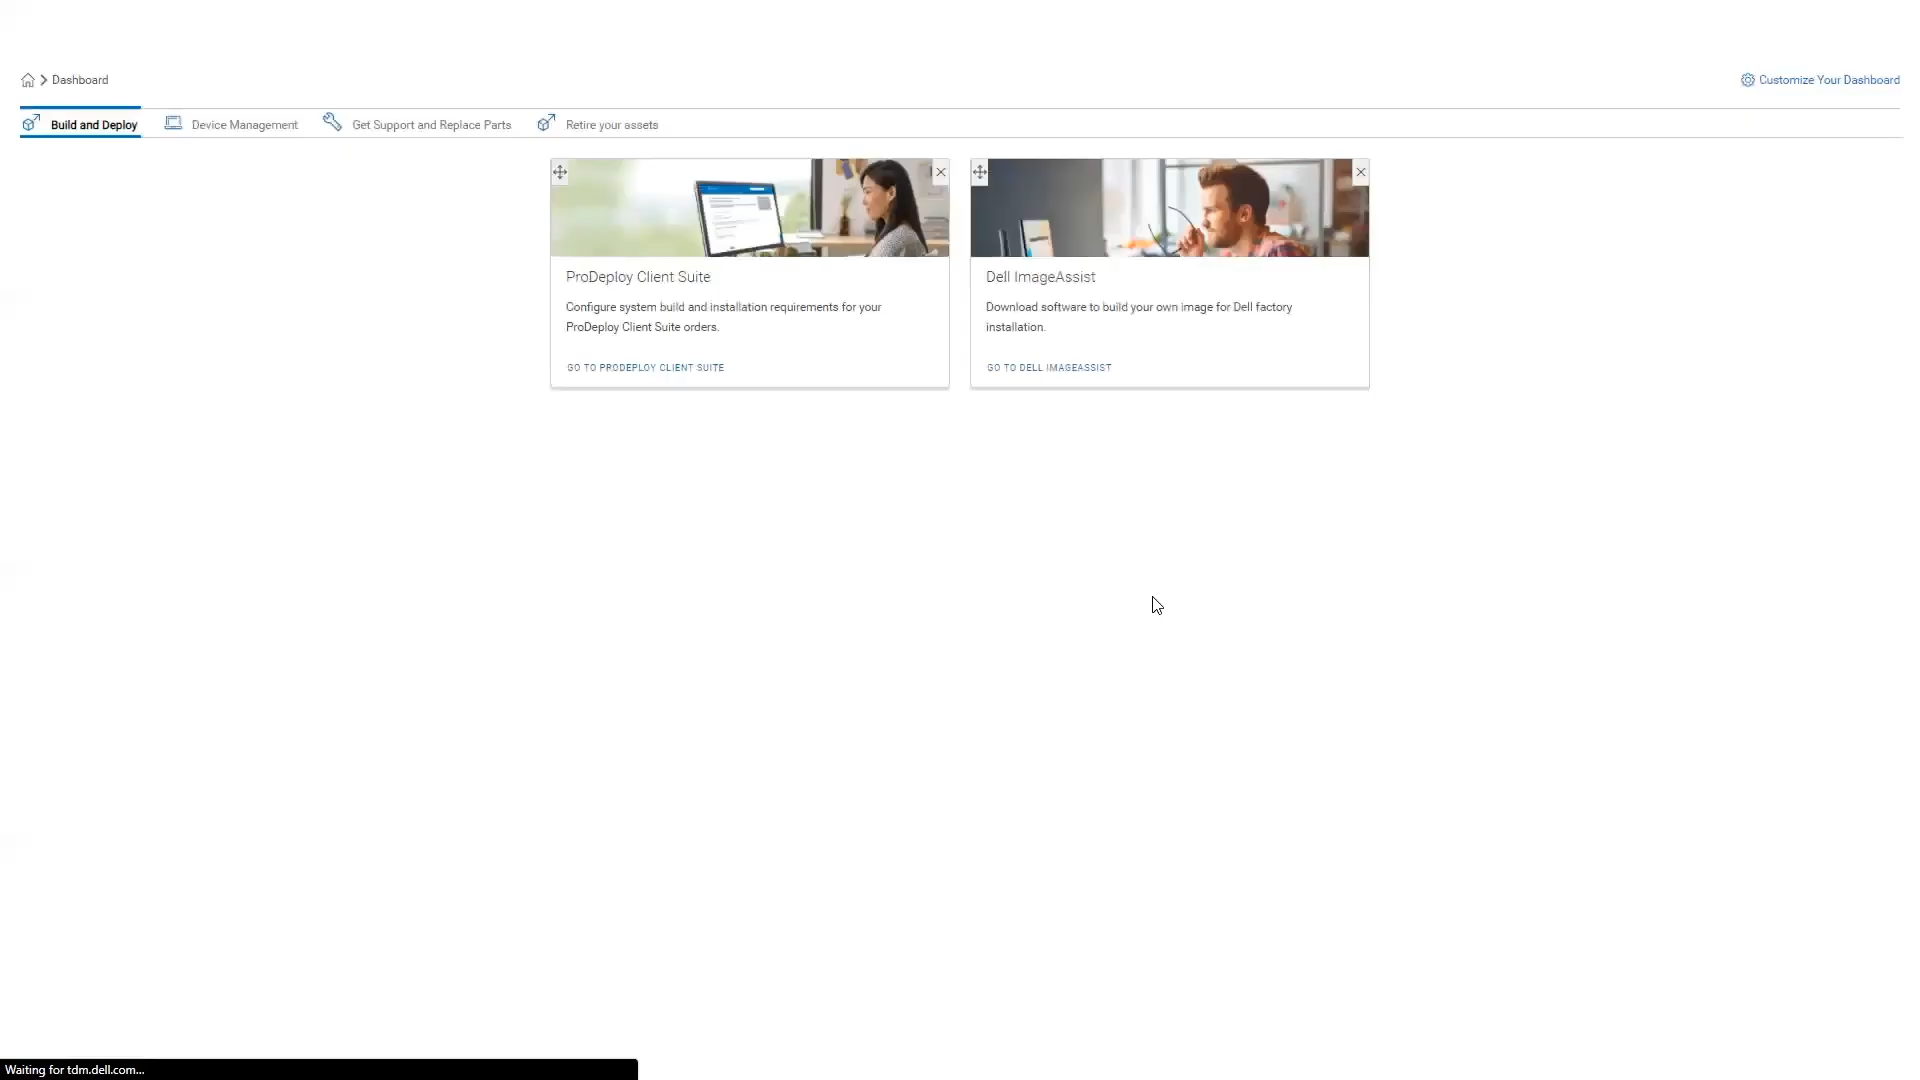 Dashboard
Customize Your Dashboard
Build and Deploy
Device Management
Get Support and Replace Parts
Retire your assets
ProDeploy Client Suite
Configure system build and installation requirements for your
ProDeploy Client Suite orders.
GO TO PRODEPLOY CLIENT SUITE
Dell ImageAssist
Download software to build your own image for Dell factory
installation.
GO TO DELL IMAGEASSIST
Waiting for tdm.dell.com...